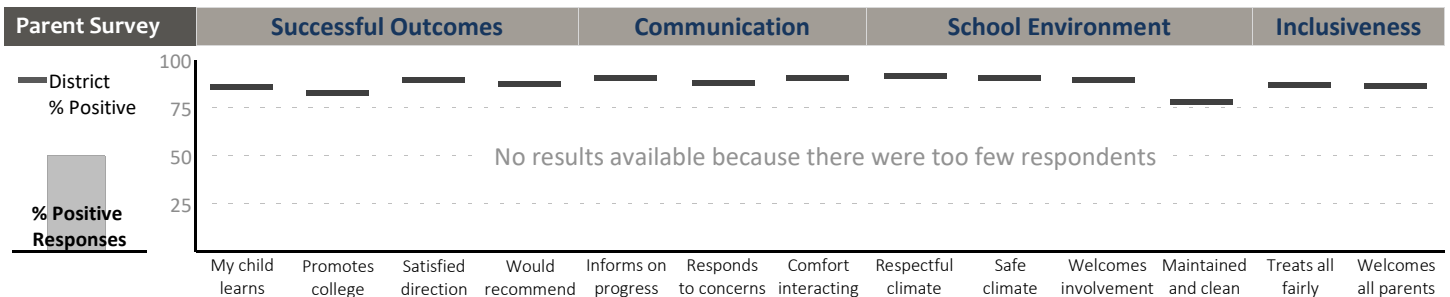 Parent Survey
Successful Outcomes
Communication
School Environment
Inclusiveness
District
% Positive
% Positive
Responses
100
75
50
25
No results available because there were too few respondents
My child
learns
Promotes
college
Satisfied
direction
Would
recommend
Informs on
progress
Responds
to concerns
Comfort
interacting
Respectful
climate
Safe
climate
Welcomes
involvement
Maintained
and clean
Treats all
fairly
Welcomes
all parents